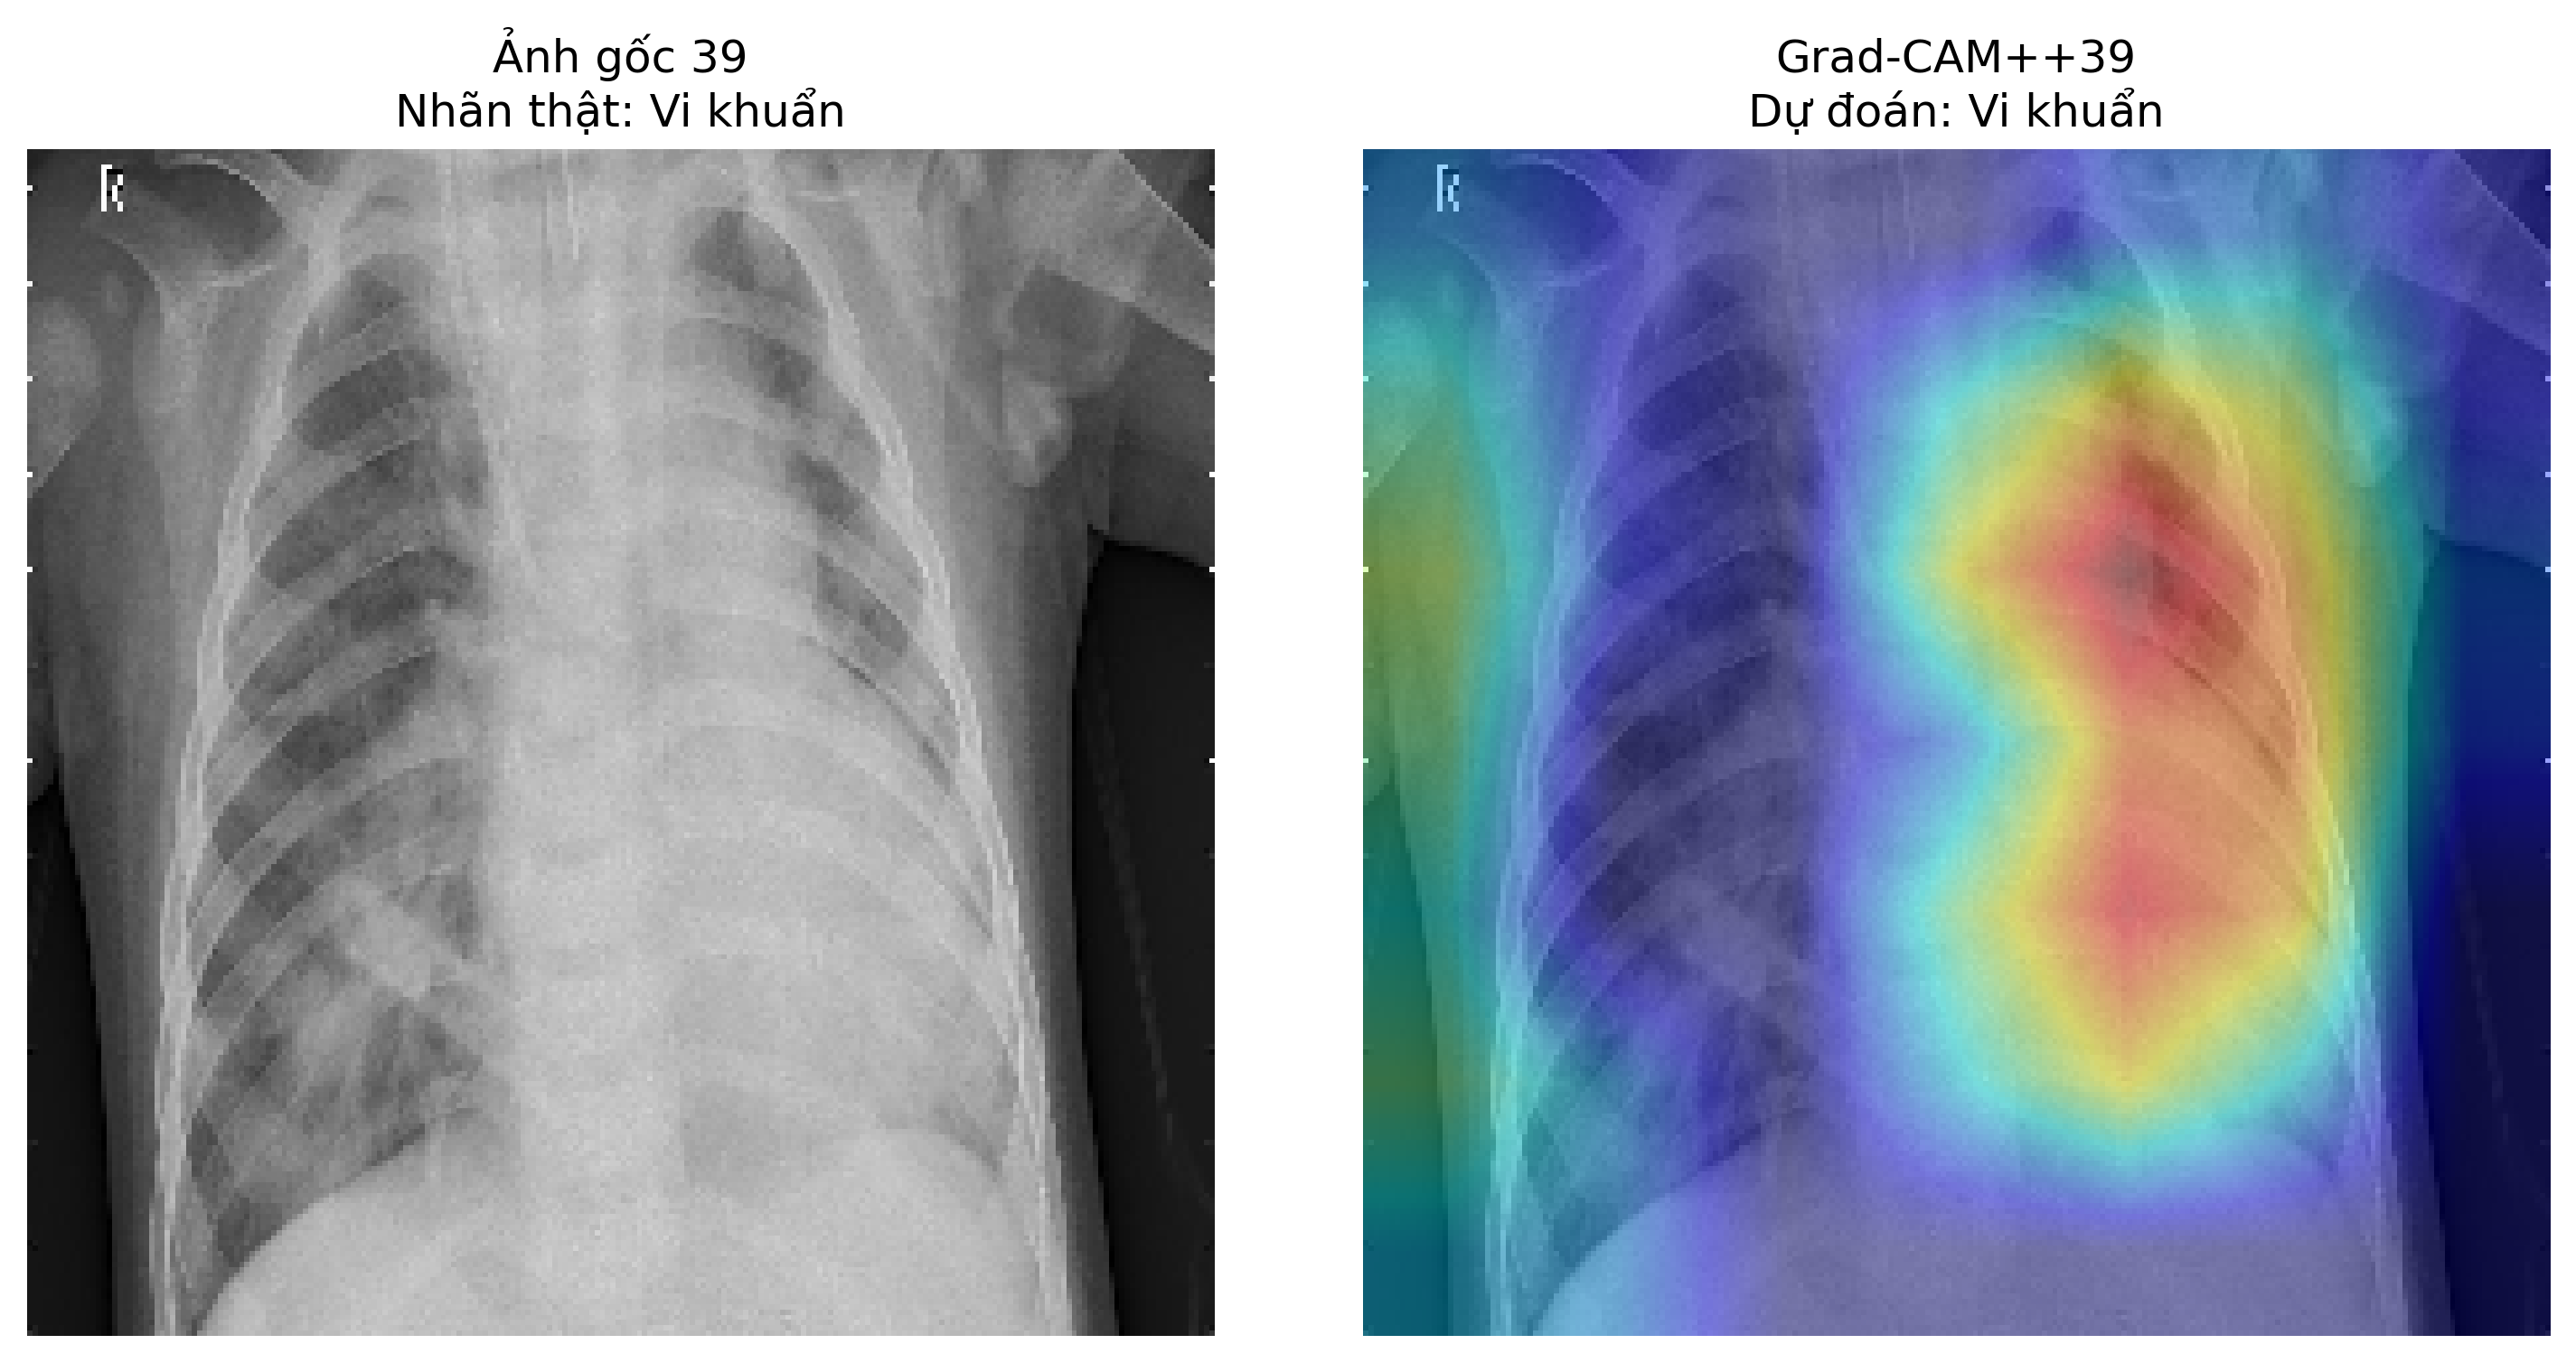 Ảnh gốc 39
Nhãn thật: Vi khuẩn
Grad-CAM++39
Dự đoán: Vi khuẩn
R